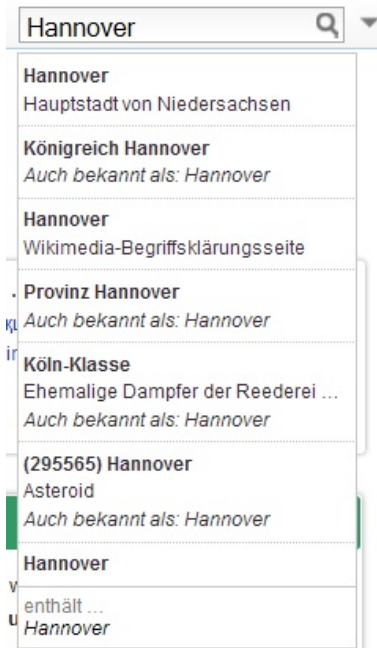 Hannover
Hannover
Hauptstadt von Niedersachsen
Königreich Hannover
Auch bekannt als: Hannover
Hannover
Wikimedia-Begriffsklärungsseite
Provinz Hannover
Auch bekannt als: Hannover
Köln-Klasse
Ehemalige Dampfer der Reederei ...
Auch bekannt als: Hannover
(295565) Hannover
Asteroid
Auch bekannt als: Hannover
Hannover
enthält ...
Hannover